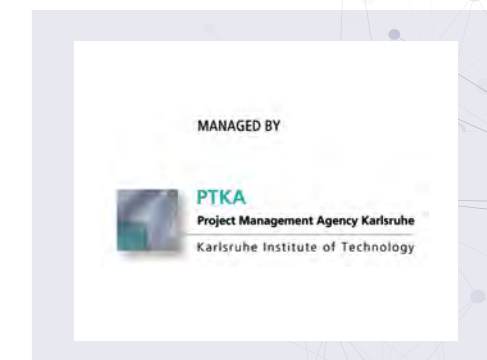 MANAGED BY
PTKA
Project Management Agency Karlsruhe
Karlsruhe Institute of Technology